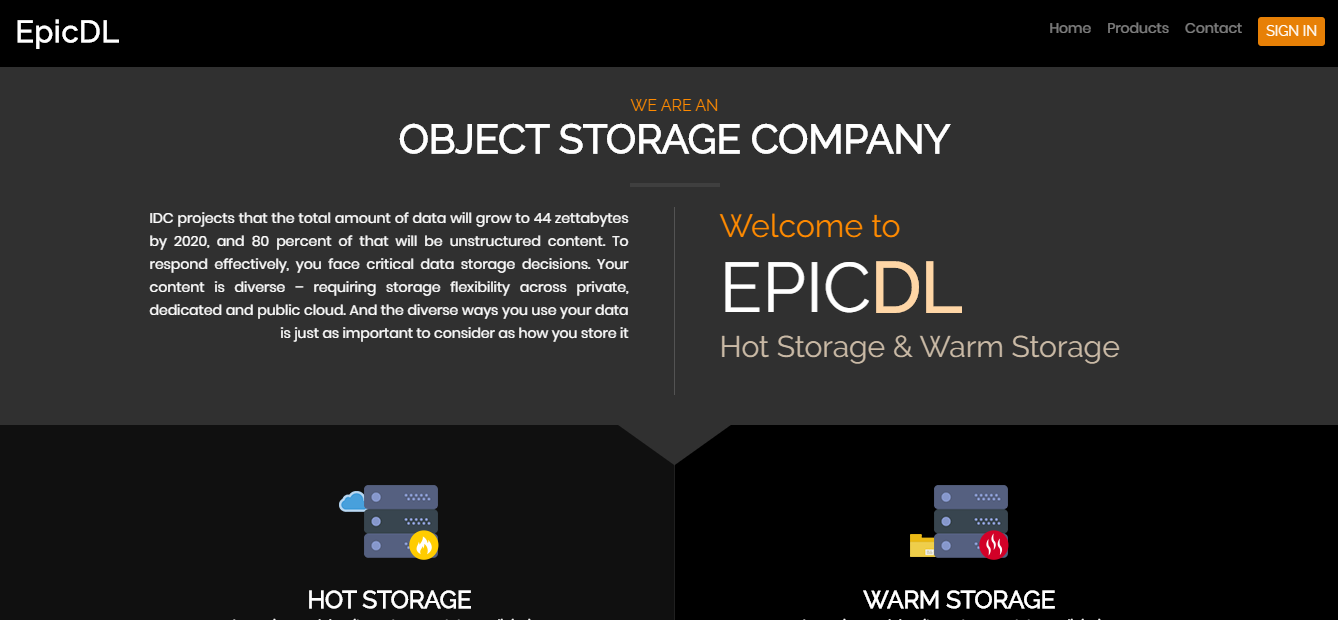 EpicDL
Home Products Contact SIGN IN
WE ARE AN
OBJECT STORAGE COMPANY
IDC projects that the total amount of data will grow to 44 zettabytes
by 2020, and 80 percent of that will be unstructured content. To
respond effectively, you face critical data storage decisions. Your
content is diverse – requiring storage flexibility across private,
dedicated and public cloud. And the diverse ways you use your data
is just as important to consider as how you store it
Welcome to
EPICDL
Hot Storage & Warm Storage
HOT STORAGE
WARM STORAGE